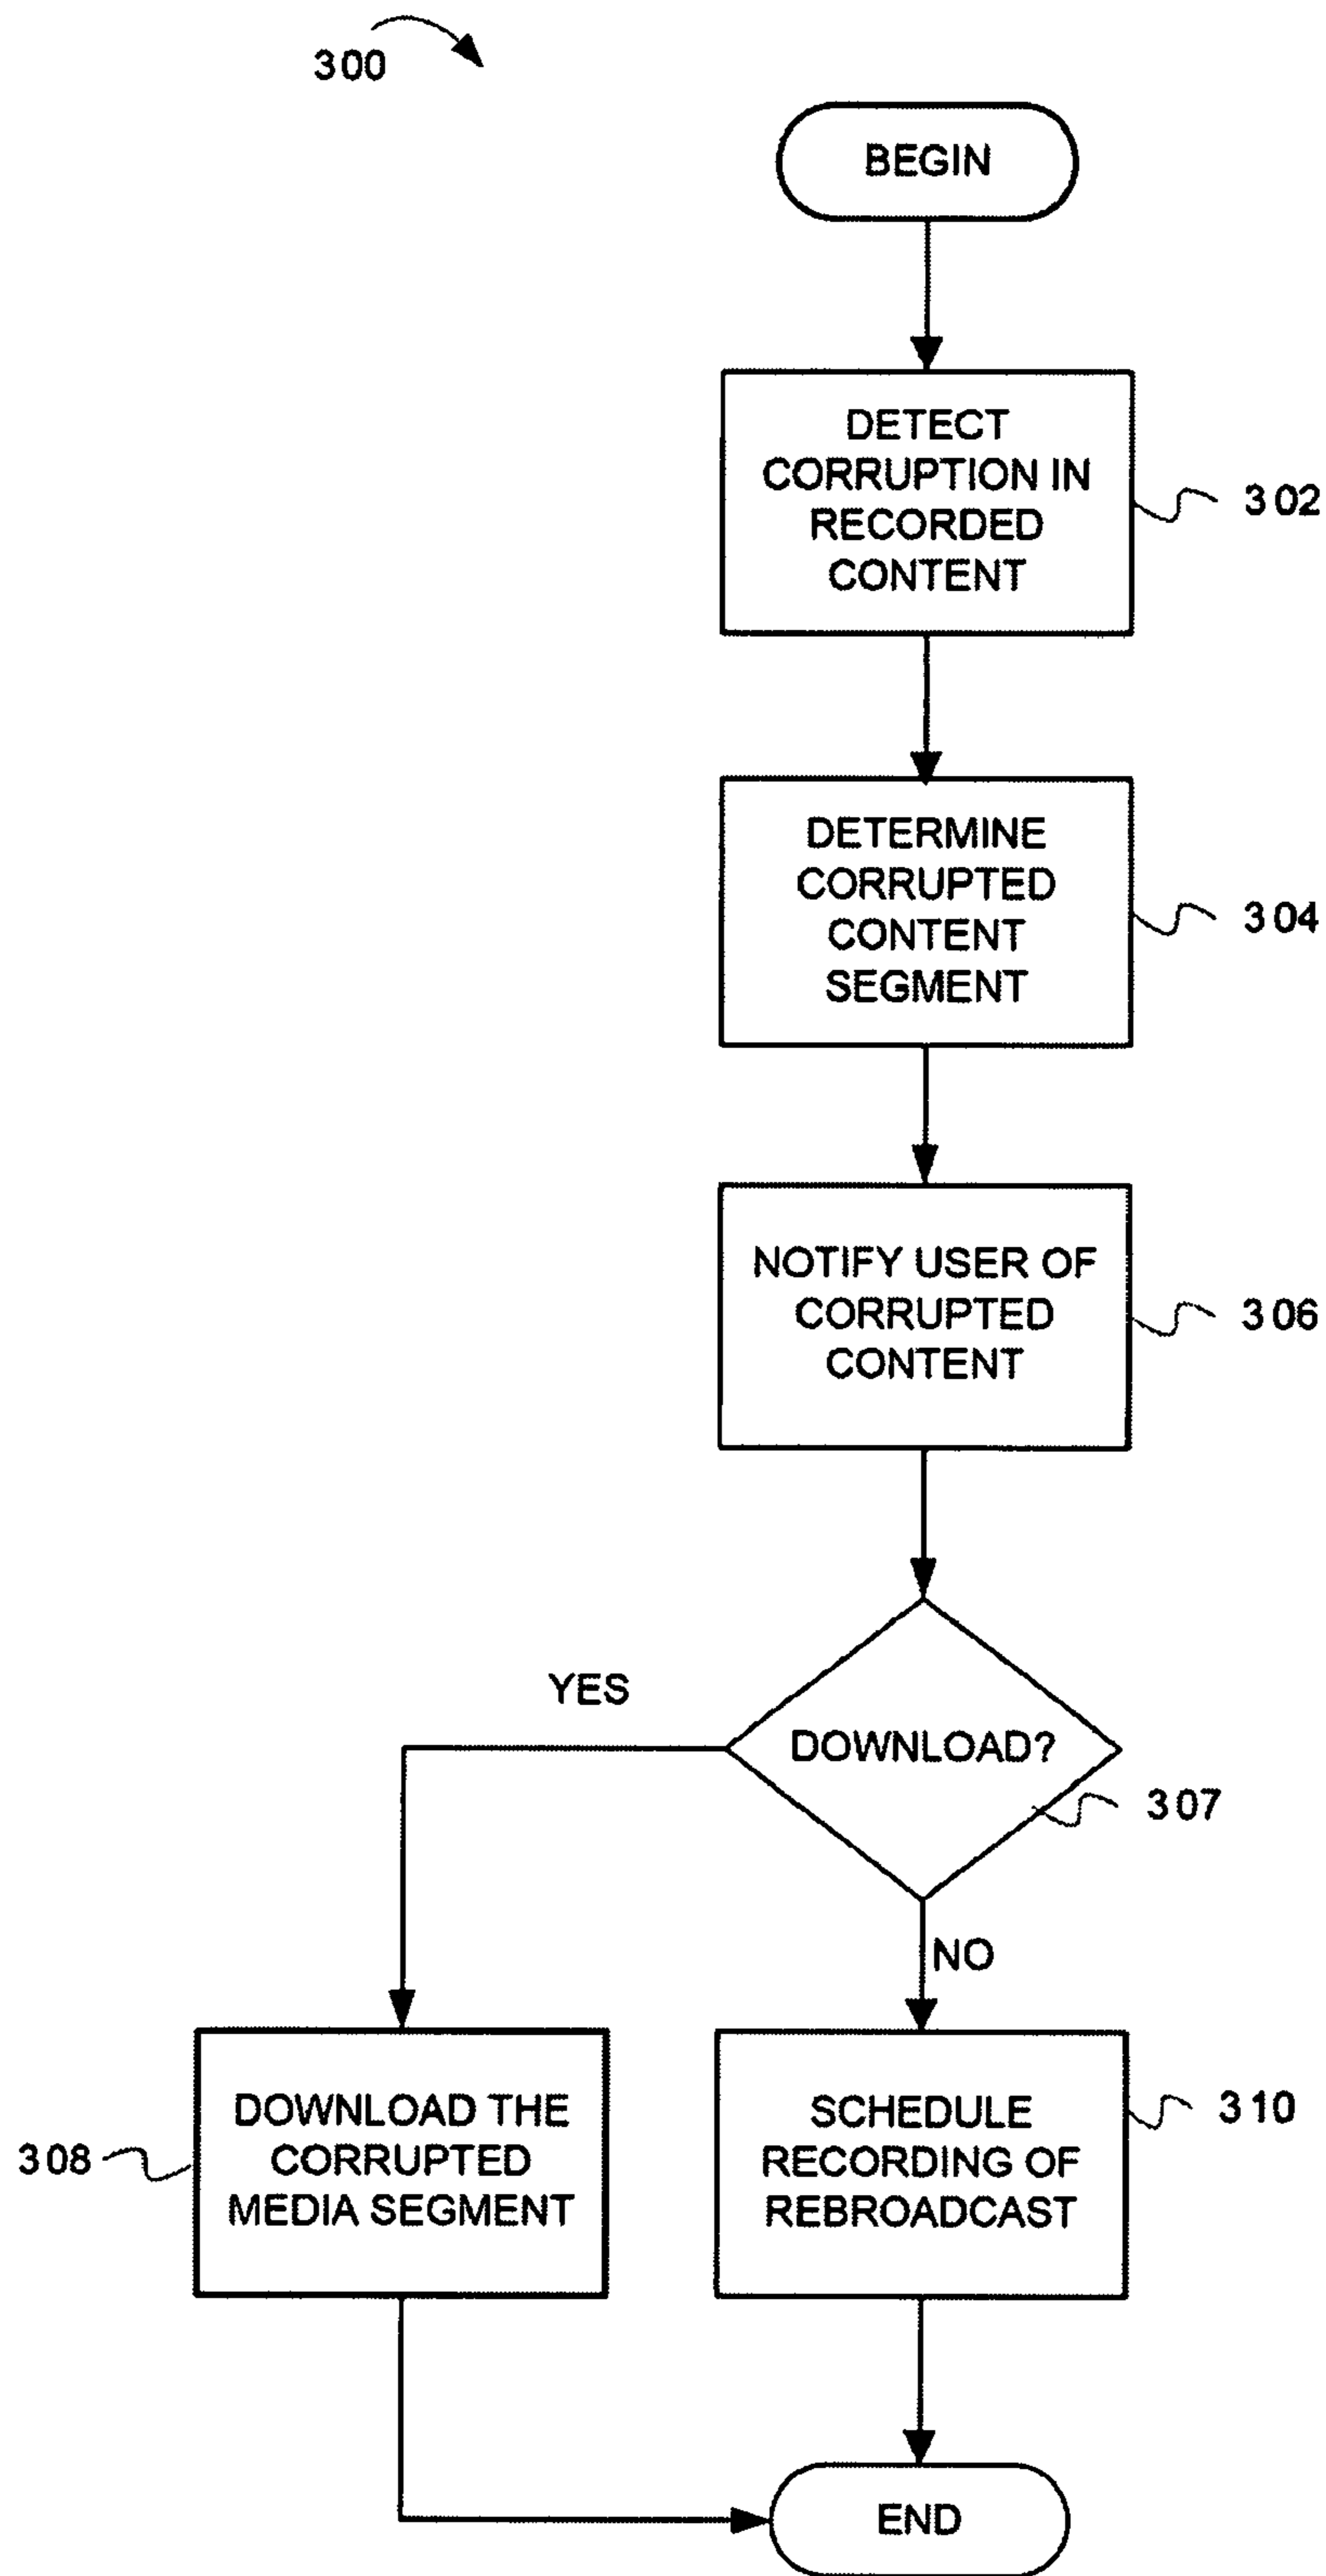 300
BEGIN
DETECT
CORRUPTION IN
RECORDED
CONTENT
302
DETERMINE
CORRUPTED
CONTENT
SEGMENT
304
NOTIFY USER OF
CORRUPTED
CONTENT
306
YES
DOWNLOAD?
307
NO
308
DOWNLOAD THE
CORRUPTED
MEDIA SEGMENT
SCHEDULE
RECORDING OF
REBROADCAST
310
END